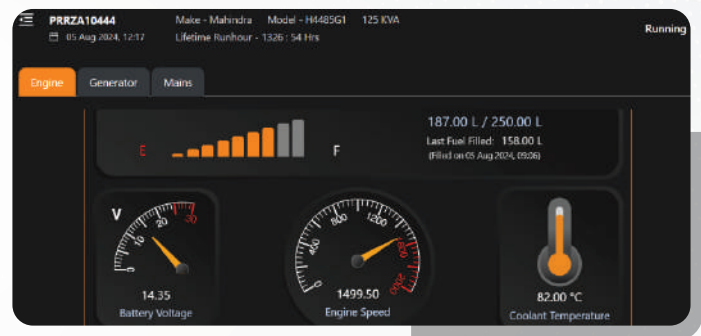 PRRZA10444
Make - Mahindra Model - H4485G1 125 KVA
05 Aug 2024, 12:17
Lifetime Runhour - 1326 : 54 Hrs
Running
Engine Generator Mains
187.00 L / 250.00 L
Last Fuel Filled: 158.00 L
(Filled on 05 Aug 2024, 09:06)
E F
V
0 10 20 30
14.35
Battery Voltage
0 400 800 1200 1600 2000
1499.50
Engine Speed
82.00 °C
Coolant Temperature